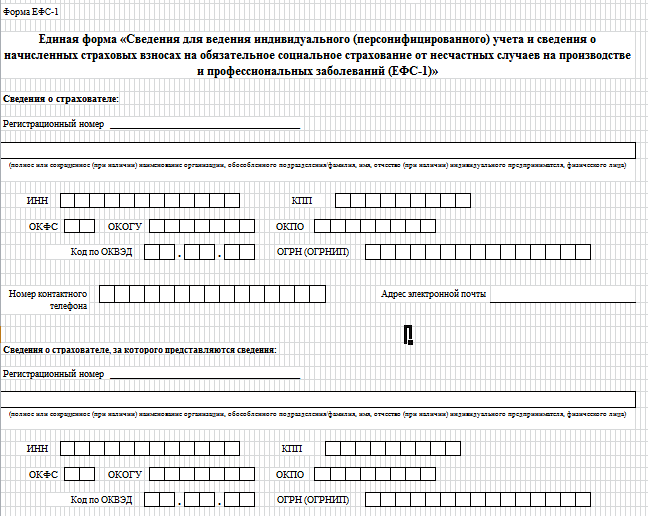 Форма ЕФС-1
Единая форма «Сведения для ведения индивидуального (персонифицированного) учета и сведения о
начисленных страховых взносах на обязательное социальное страхование от несчастных случаев на производстве
и профессиональных заболеваний (ЕФС-1)»
Сведения о страхователе:
Регистрационный номер
(полное или сокращенное (при наличии) наименование организации, обособленного подразделения/фамилия, имя, отчество (при наличии) индивидуального предпринимателя, физического лица)
ИНН КПП
ОКФС ОКОГУ ОКПО
Код по ОКВЭД . . ОГРН (ОГРНИП)
Номер контактного Адрес электронной почты
телефона
Сведения о страхователе, за которого представляются сведения:
Регистрационный номер
(полное или сокращенное (при наличии) наименование организации, обособленного подразделения/фамилия, имя, отчество (при наличии) индивидуального предпринимателя, физического лица)
ИНН КПП
ОКФС ОКОГУ ОКПО
Код по ОКВЭД . . ОГРН (ОГРНИП)